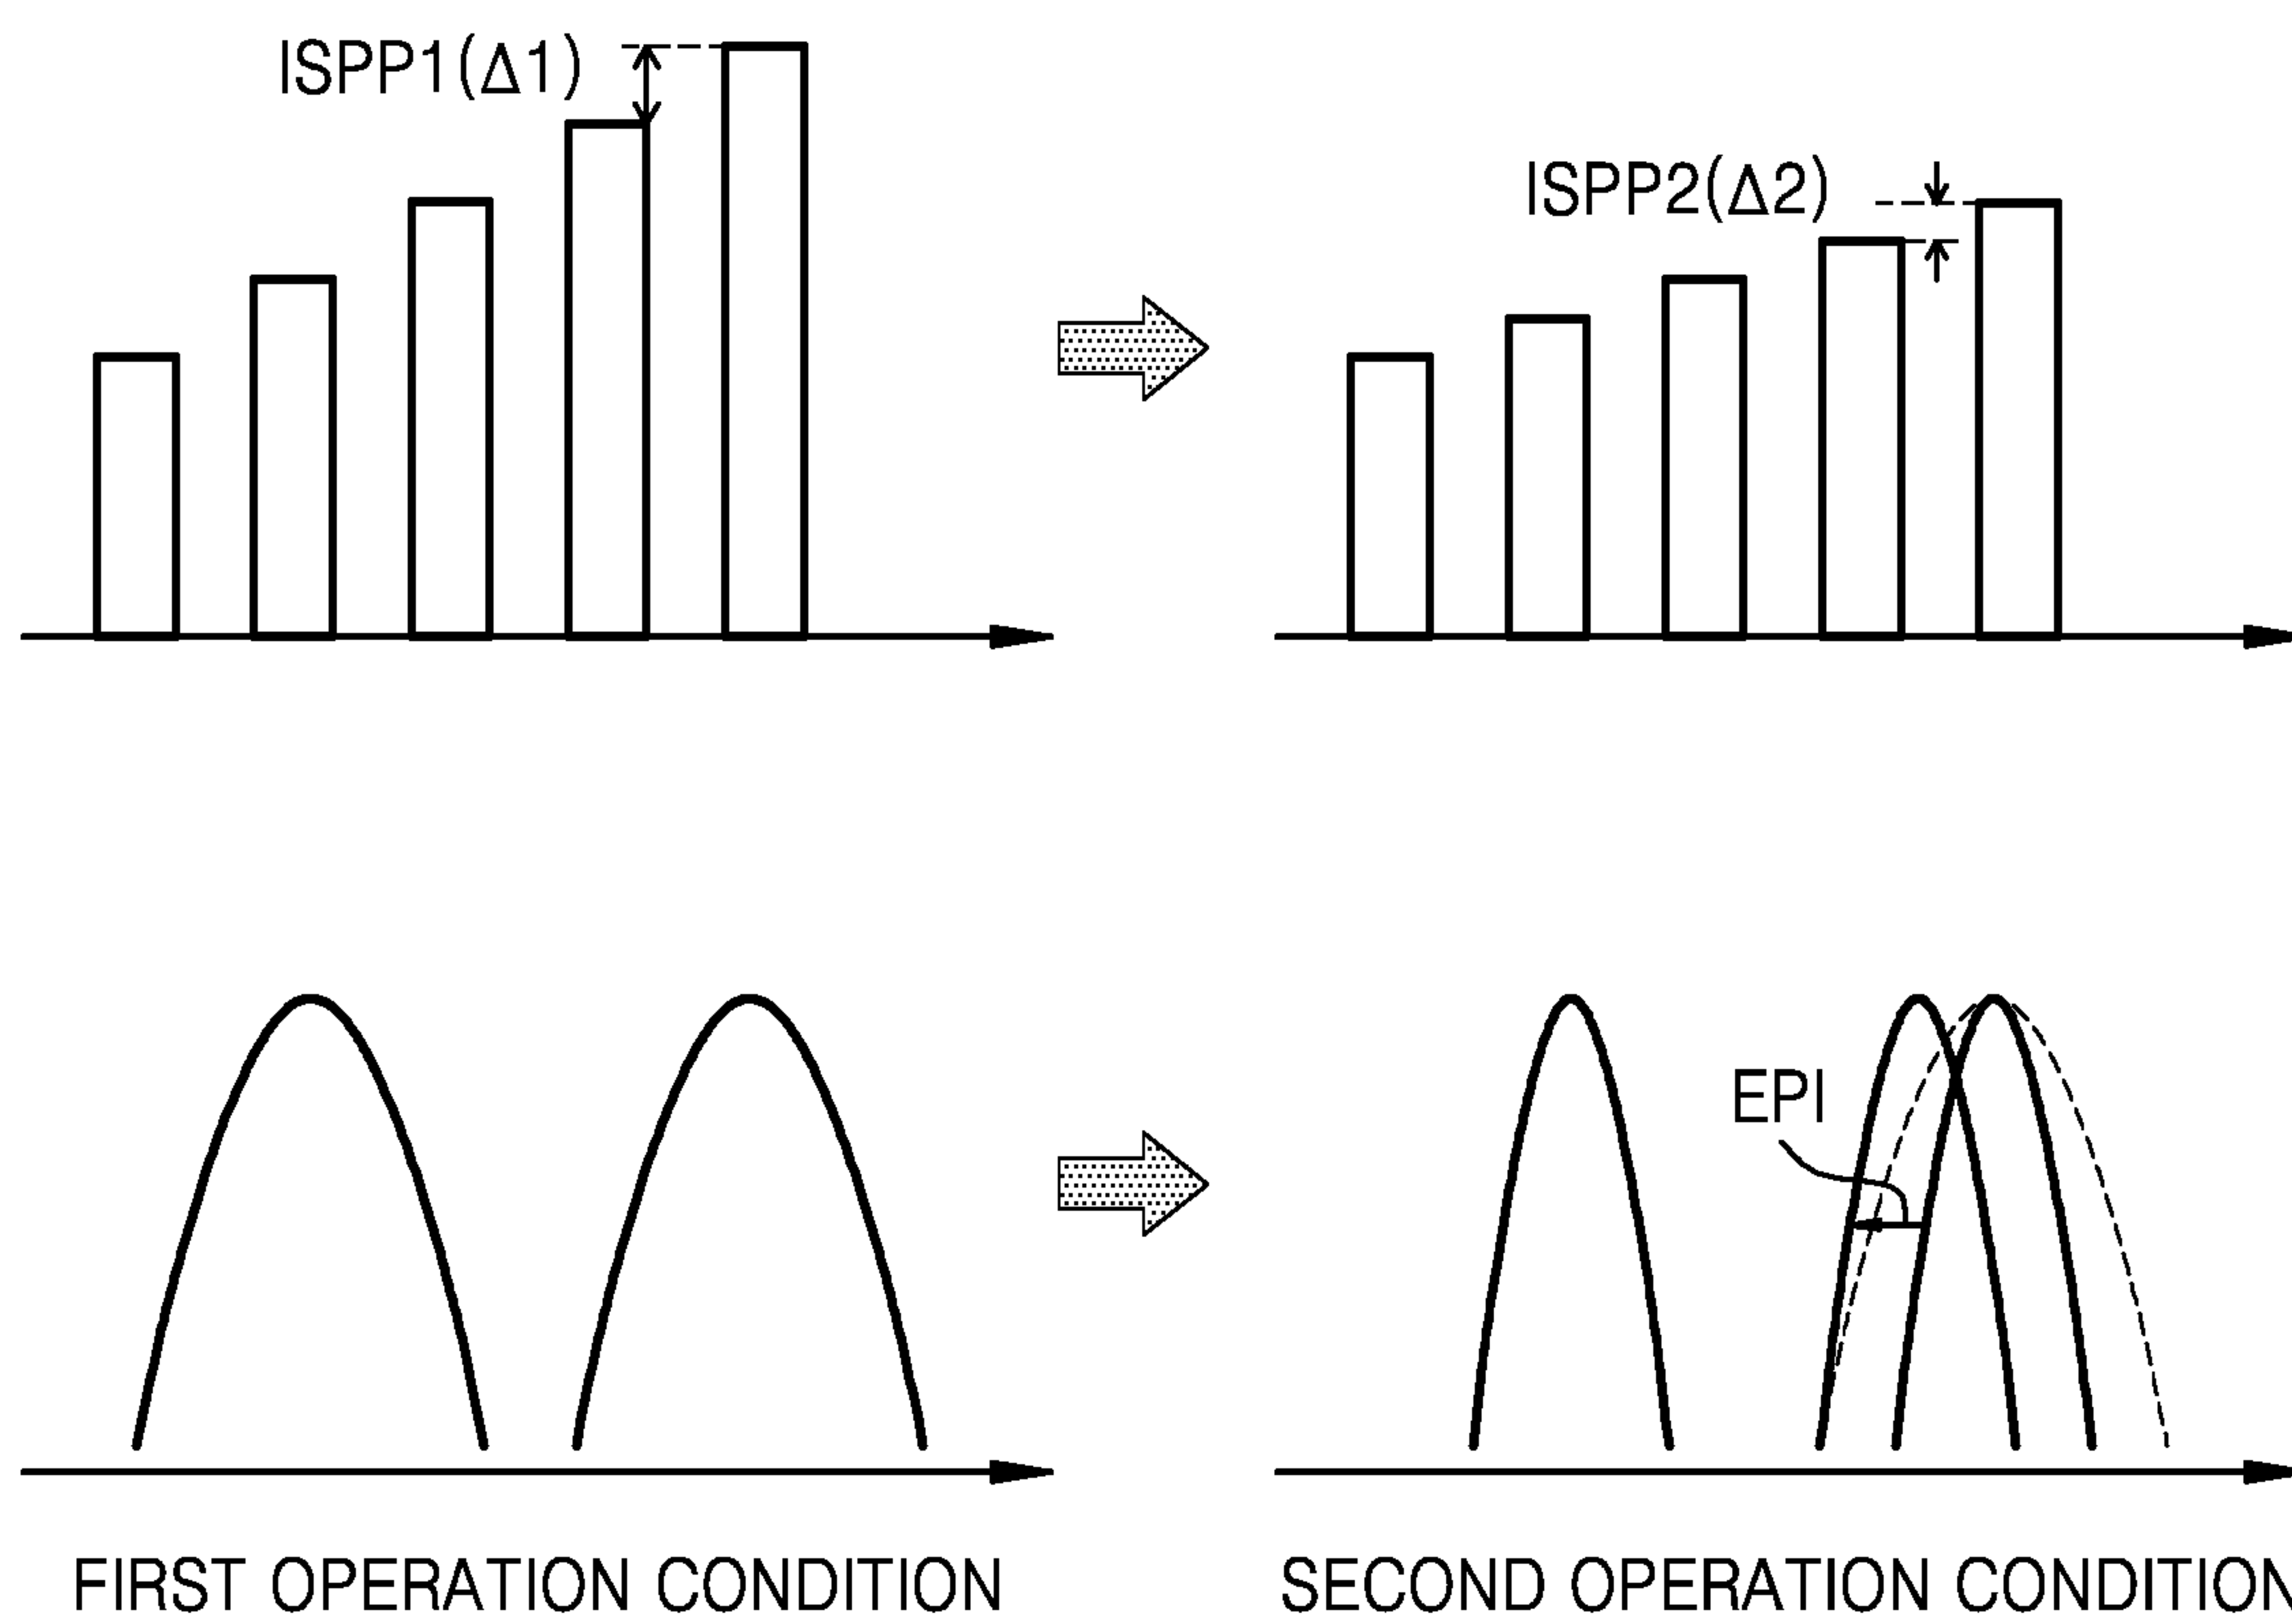 ISPP1(Δ1)
ISPP2(Δ2)
EPI
FIRST OPERATION CONDITION
SECOND OPERATION CONDITION